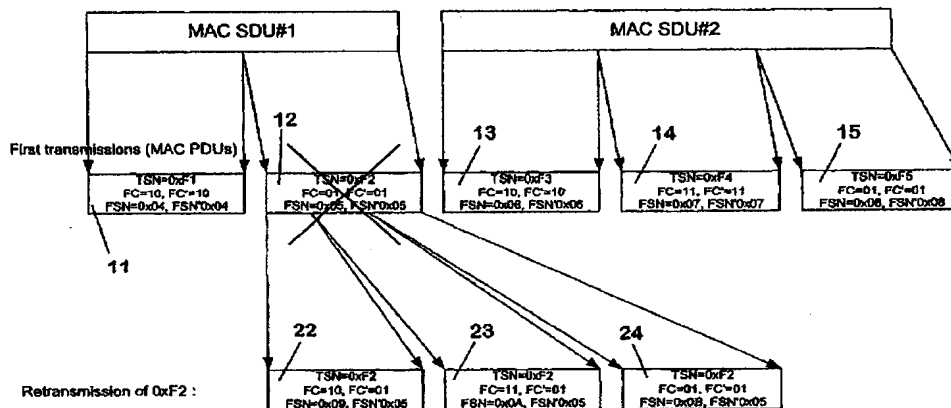 MAC SDU#1
MAC SDU#2
First transmissions (MAC PDUs)
12
13
14
15
TSN=0xF1
FC=10, FC'=10
FSN=0x04, FSN'0x04
TSN=0xF2
FC=01, FC'=01
FSN=0x05, FSN'0x05
TSN=0xF3
FC=10, FC'=10
FSN=0x06, FSN'0x06
TSN=0xF4
FC=11, FC'=11
FSN=0x07, FSN'0x07
TSN=0xF5
FC=01, FC'=01
FSN=0x08, FSN'0x08
11
22
23
24
Retransmission of 0xF2 :
TSN=0xF2
FC=10, FC'=01
FSN=0x09, FSN'0x05
TSN=0xF2
FC=11, FC'=01
FSN=0x0A, FSN'0x05
TSN=0xF2
FC=01, FC'=01
FSN=0x0B, FSN'0x05